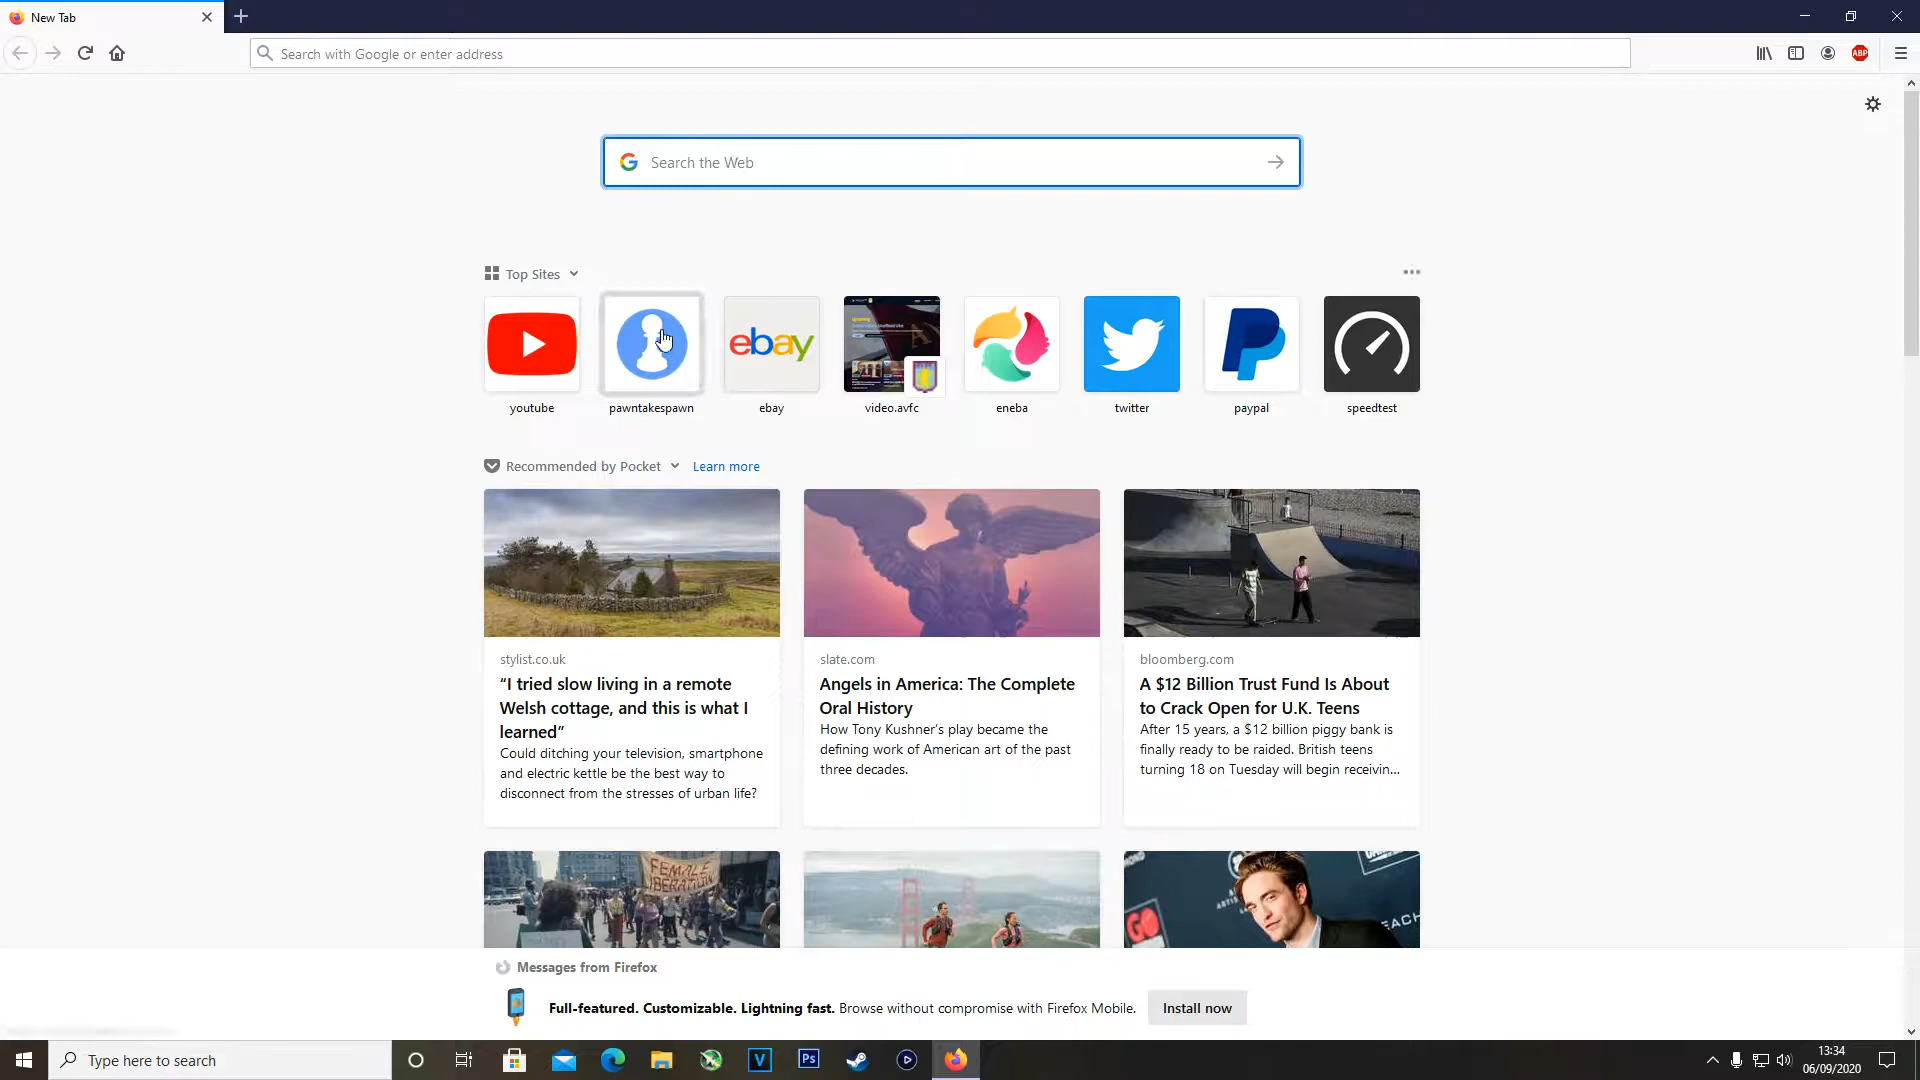 New Tab
Search with Google or enter address
ABP
Search the Web
Top Sites
ebay
youtube
pawntakespawn
ebay
video.avfc
eneba
twitter
paypal
speedtest
Recommended by Pocket
Learn more
stylist.co.uk
“I tried slow living in a remote
Welsh cottage, and this is what I
learned”
Could ditching your television, smartphone
and electric kettle be the best way to
disconnect from the stresses of urban life?
slate.com
Angels in America: The Complete
Oral History
How Tony Kushner’s play became the
defining work of American art of the past
three decades.
bloomberg.com
A $12 Billion Trust Fund Is About
to Crack Open for U.K. Teens
After 15 years, a $12 billion piggy bank is
finally ready to be raided. British teens
turning 18 on Tuesday will begin receivin...
FEMALE
LIBERATION
GO
Messages from Firefox
Full-featured. Customizable. Lightning fast. Browse without compromise with Firefox Mobile.
Install now
Type here to search
V
Ps
13:34
06/09/2020